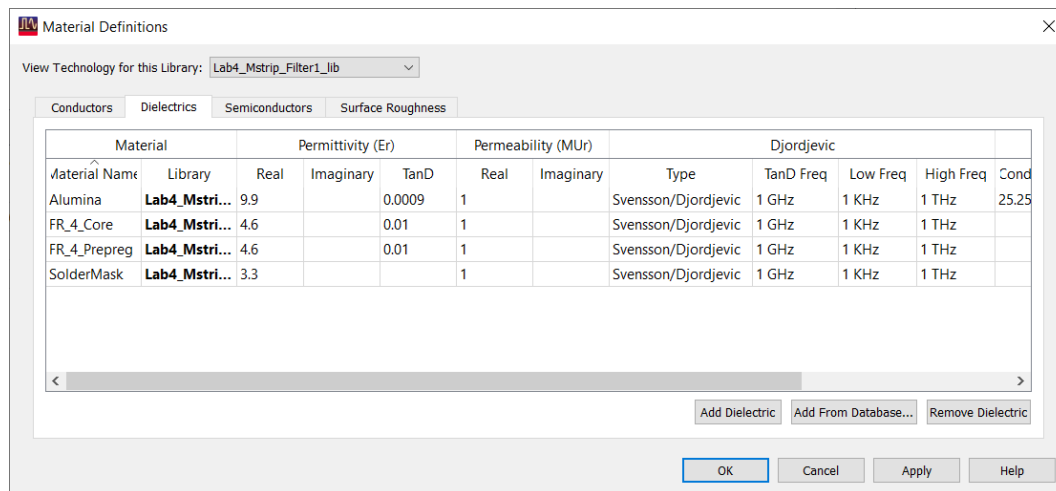 Material Definitions
View Technology for this Library: Lab4_Mstrip_Filter1_lib
Conductors Dielectrics Semiconductors Surface Roughness
Material Permittivity (Er) Permeability (MUr) Djordjevic
Material Name Library Real Imaginary TanD Real Imaginary Type TanD Freq Low Freq High Freq Cond
Alumina Lab4_Mstri... 9.9 0.0009 1 Svensson/Djordjevic 1 GHz 1 KHz 1 THz 25.25
FR_4_Core Lab4_Mstri... 4.6 0.01 1 Svensson/Djordjevic 1 GHz 1 KHz 1 THz
FR_4_Prepreg Lab4_Mstri... 4.6 0.01 1 Svensson/Djordjevic 1 GHz 1 KHz 1 THz
SolderMask Lab4_Mstri... 3.3 1 Svensson/Djordjevic 1 GHz 1 KHz 1 THz
Add Dielectric Add From Database... Remove Dielectric
OK Cancel Apply Help